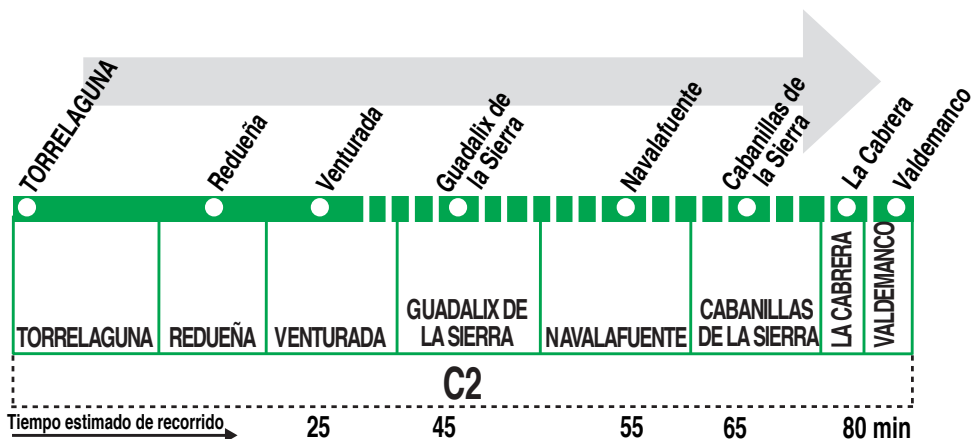 TORRELAGUNA
Redueña
Venturada
Guadalix de
la Sierra
Navalafuente
Cabanillas de
la Sierra
La Cabrera
Valdemanco
TORRELAGUNA
REDUEÑA
VENTURADA
GUADALIX DE
LA SIERRA
NAVALAFUENTE
CABANILLAS
DE LA SIERRA
LA CABRERA
VALDEMANCO
C2
Tiempo estimado de recorrido 25 45 55 65 80 min